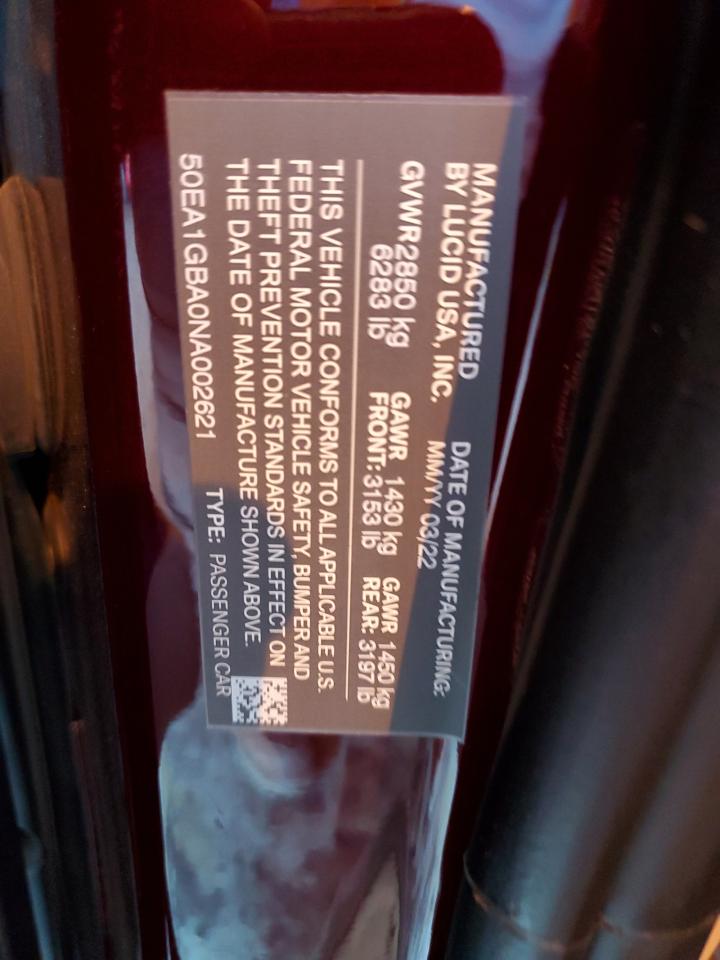 MANUFACTURED
BY LUCID USA, INC.
DATE OF MANUFACTURING:
MM/YY 03/22
GVWR 2850 kg
6283 lb
GAWR 1430 kg
FRONT: 3153 lb
GAWR 1450 kg
REAR: 3197 lb
THIS VEHICLE CONFORMS TO ALL APPLICABLE U.S.
FEDERAL MOTOR VEHICLE SAFETY, BUMPER AND
THEFT PREVENTION STANDARDS IN EFFECT ON
THE DATE OF MANUFACTURE SHOWN ABOVE.
50EA1GBA0NA002621
TYPE: PASSENGER CAR